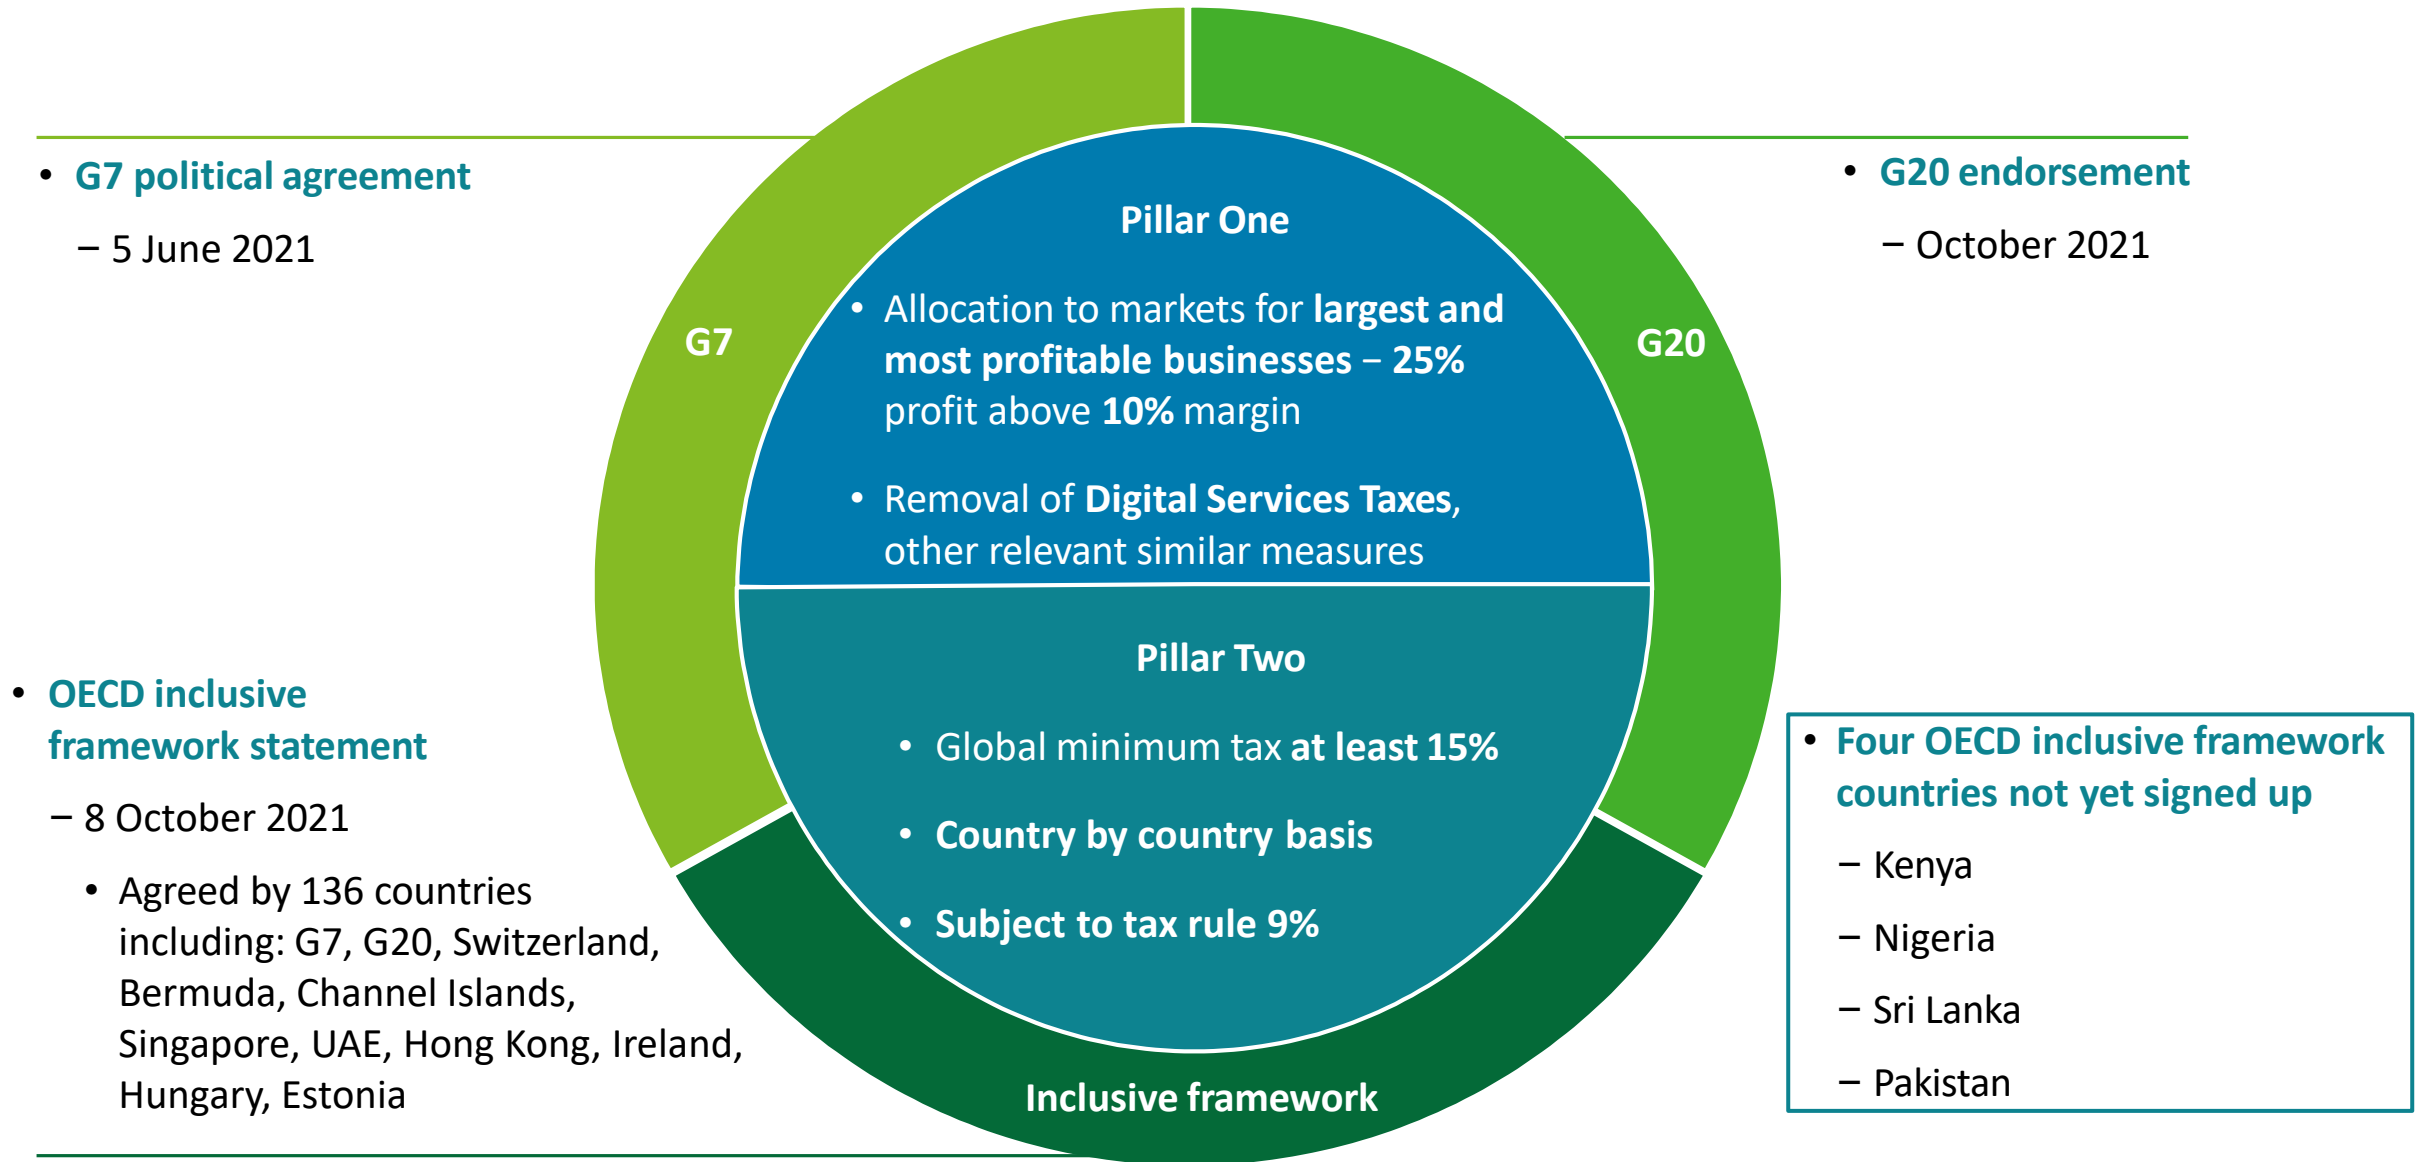 • G7 political agreement
– 5 June 2021
• G20 endorsement
– October 2021
G7
G20
Pillar One
• Allocation to markets for largest and
most profitable businesses – 25%
profit above 10% margin
• Removal of Digital Services Taxes,
other relevant similar measures
Pillar Two
• Global minimum tax at least 15%
• Country by country basis
• Subject to tax rule 9%
Inclusive framework
• OECD inclusive
framework statement
– 8 October 2021
• Agreed by 136 countries
including: G7, G20, Switzerland,
Bermuda, Channel Islands,
Singapore, UAE, Hong Kong, Ireland,
Hungary, Estonia
• Four OECD inclusive framework
countries not yet signed up
– Kenya
– Nigeria
– Sri Lanka
– Pakistan